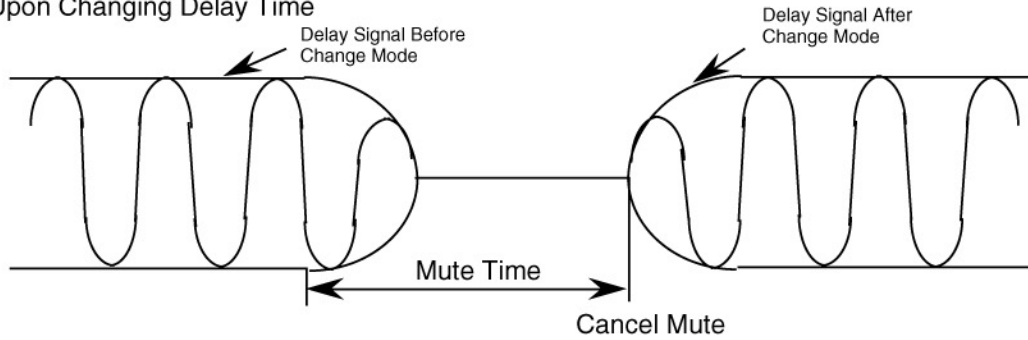 Upon Changing Delay Time
Delay Signal Before
Change Mode
Delay Signal After
Change Mode
Mute Time
Cancel Mute